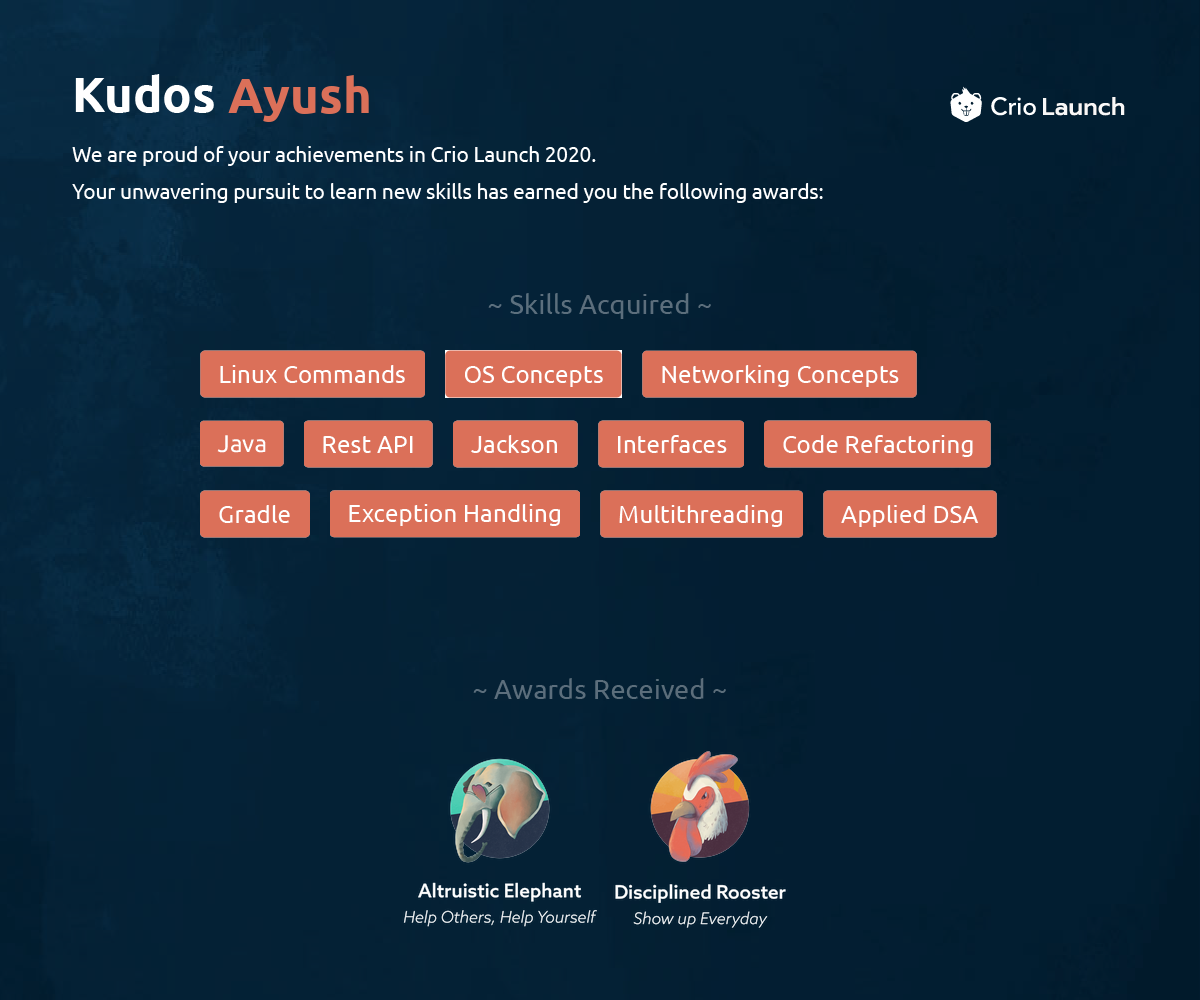 Kudos Ayush
Crio Launch
We are proud of your achievements in Crio Launch 2020.
Your unwavering pursuit to learn new skills has earned you the following awards:
~ Skills Acquired ~
Linux Commands OS Concepts Networking Concepts
Java Rest API Jackson Interfaces Code Refactoring
Gradle Exception Handling Multithreading Applied DSA
~ Awards Received ~
Altruistic Elephant Disciplined Rooster
Help Others, Help Yourself Show up Everyday